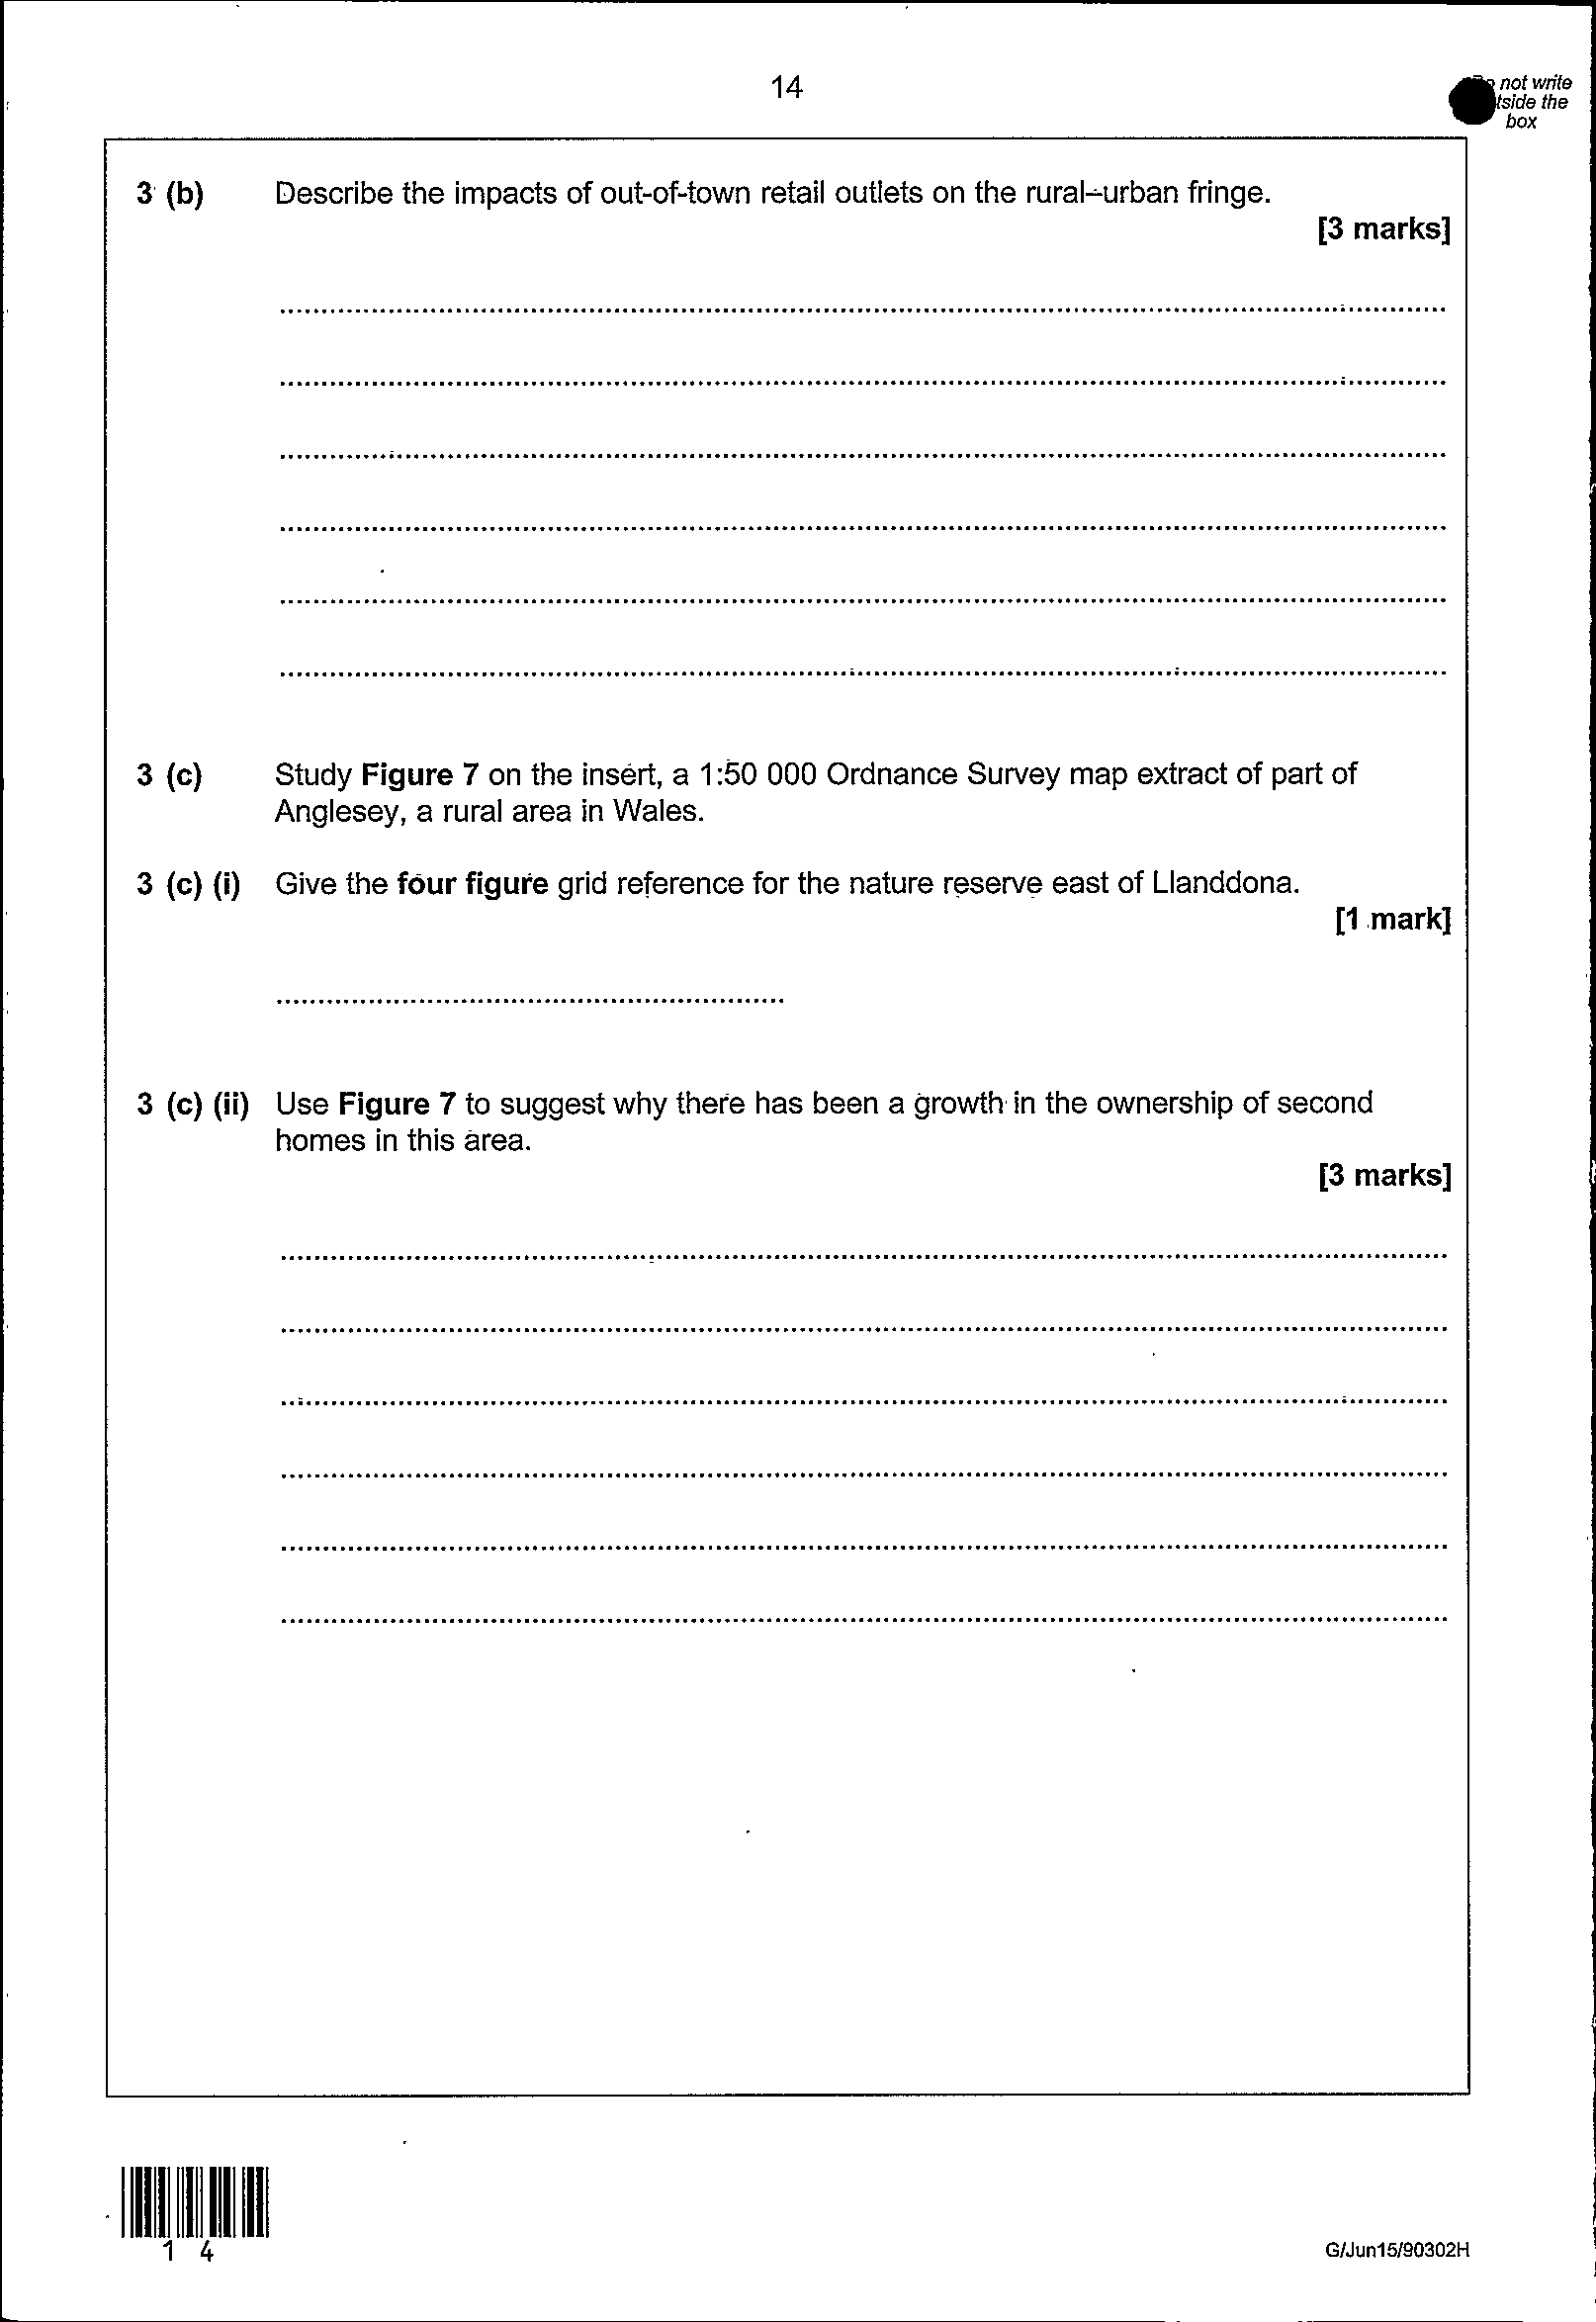 14
not write
tside the
box
3 (b) Describe the impacts of out-of-town retail outlets on the rural–urban fringe.
[3 marks]
3 (c) Study Figure 7 on the insert, a 1:50 000 Ordnance Survey map extract of part of
Anglesey, a rural area in Wales.
3 (c) (i) Give the four figure grid reference for the nature reserve east of Llanddona.
[1 mark]
3 (c) (ii) Use Figure 7 to suggest why there has been a growth in the ownership of second
homes in this area.
[3 marks]
1 4
G/Jun15/90302H